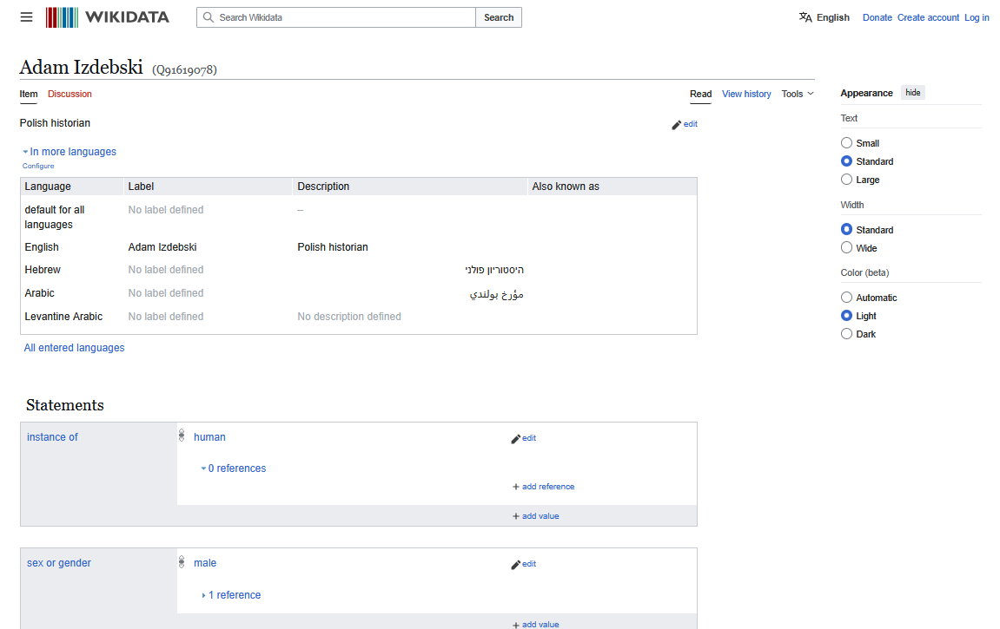 WIKIDATA
Search Wikidata
Search
English
Donate Create account Log in
Adam Izdebski (Q91619078)
Item Discussion
Read View history Tools
Polish historian
edit
In more languages
Configure
Language Label Description Also known as
default for all languages No label defined –
English Adam Izdebski Polish historian
Hebrew No label defined היסטוריון פולני
Arabic No label defined مؤرخ بولندي
Levantine Arabic No label defined No description defined
All entered languages
Statements
instance of
human
edit
0 references
+ add reference
+ add value
sex or gender
male
edit
1 reference
+ add value
Appearance hide
Text
Small
Standard
Large
Width
Standard
Wide
Color (beta)
Automatic
Light
Dark